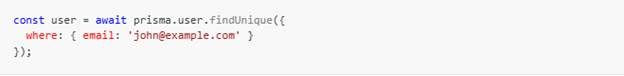 const user = await prisma.user.findUnique({
  where: { email: 'john@example.com' }
});